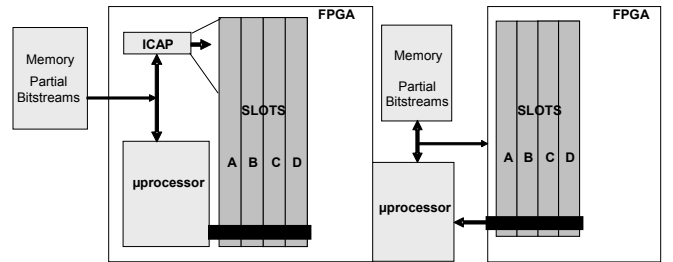 FPGA
ICAP
Memory
Partial
Bitstreams
SLOTS
A B C D
µprocessor
FPGA
Memory
Partial
Bitstreams
SLOTS
A B C D
µprocessor